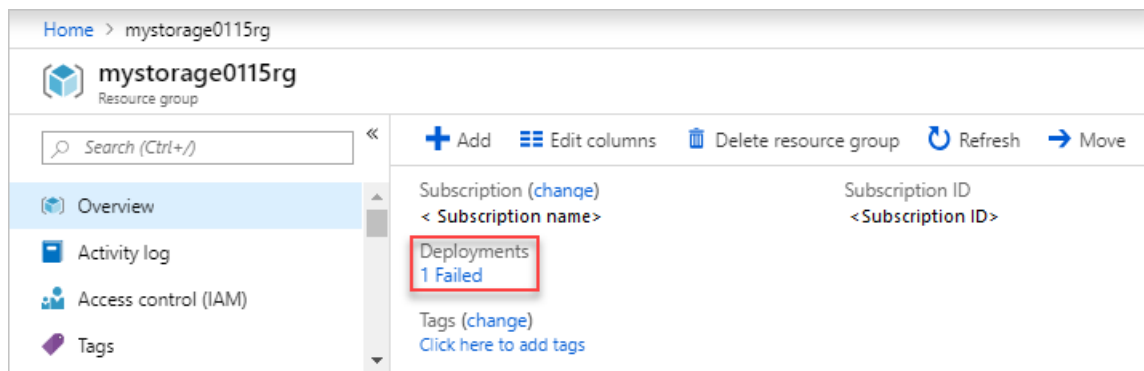 Home > mystorage0115rg
mystorage0115rg
Resource group
Search (Ctrl+/)
«
Overview
Activity log
Access control (IAM)
Tags
Add Edit columns Delete resource group Refresh Move
Subscription (change)
< Subscription name>
Subscription ID
<Subscription ID>
Deployments
1 Failed
Tags (change)
Click here to add tags